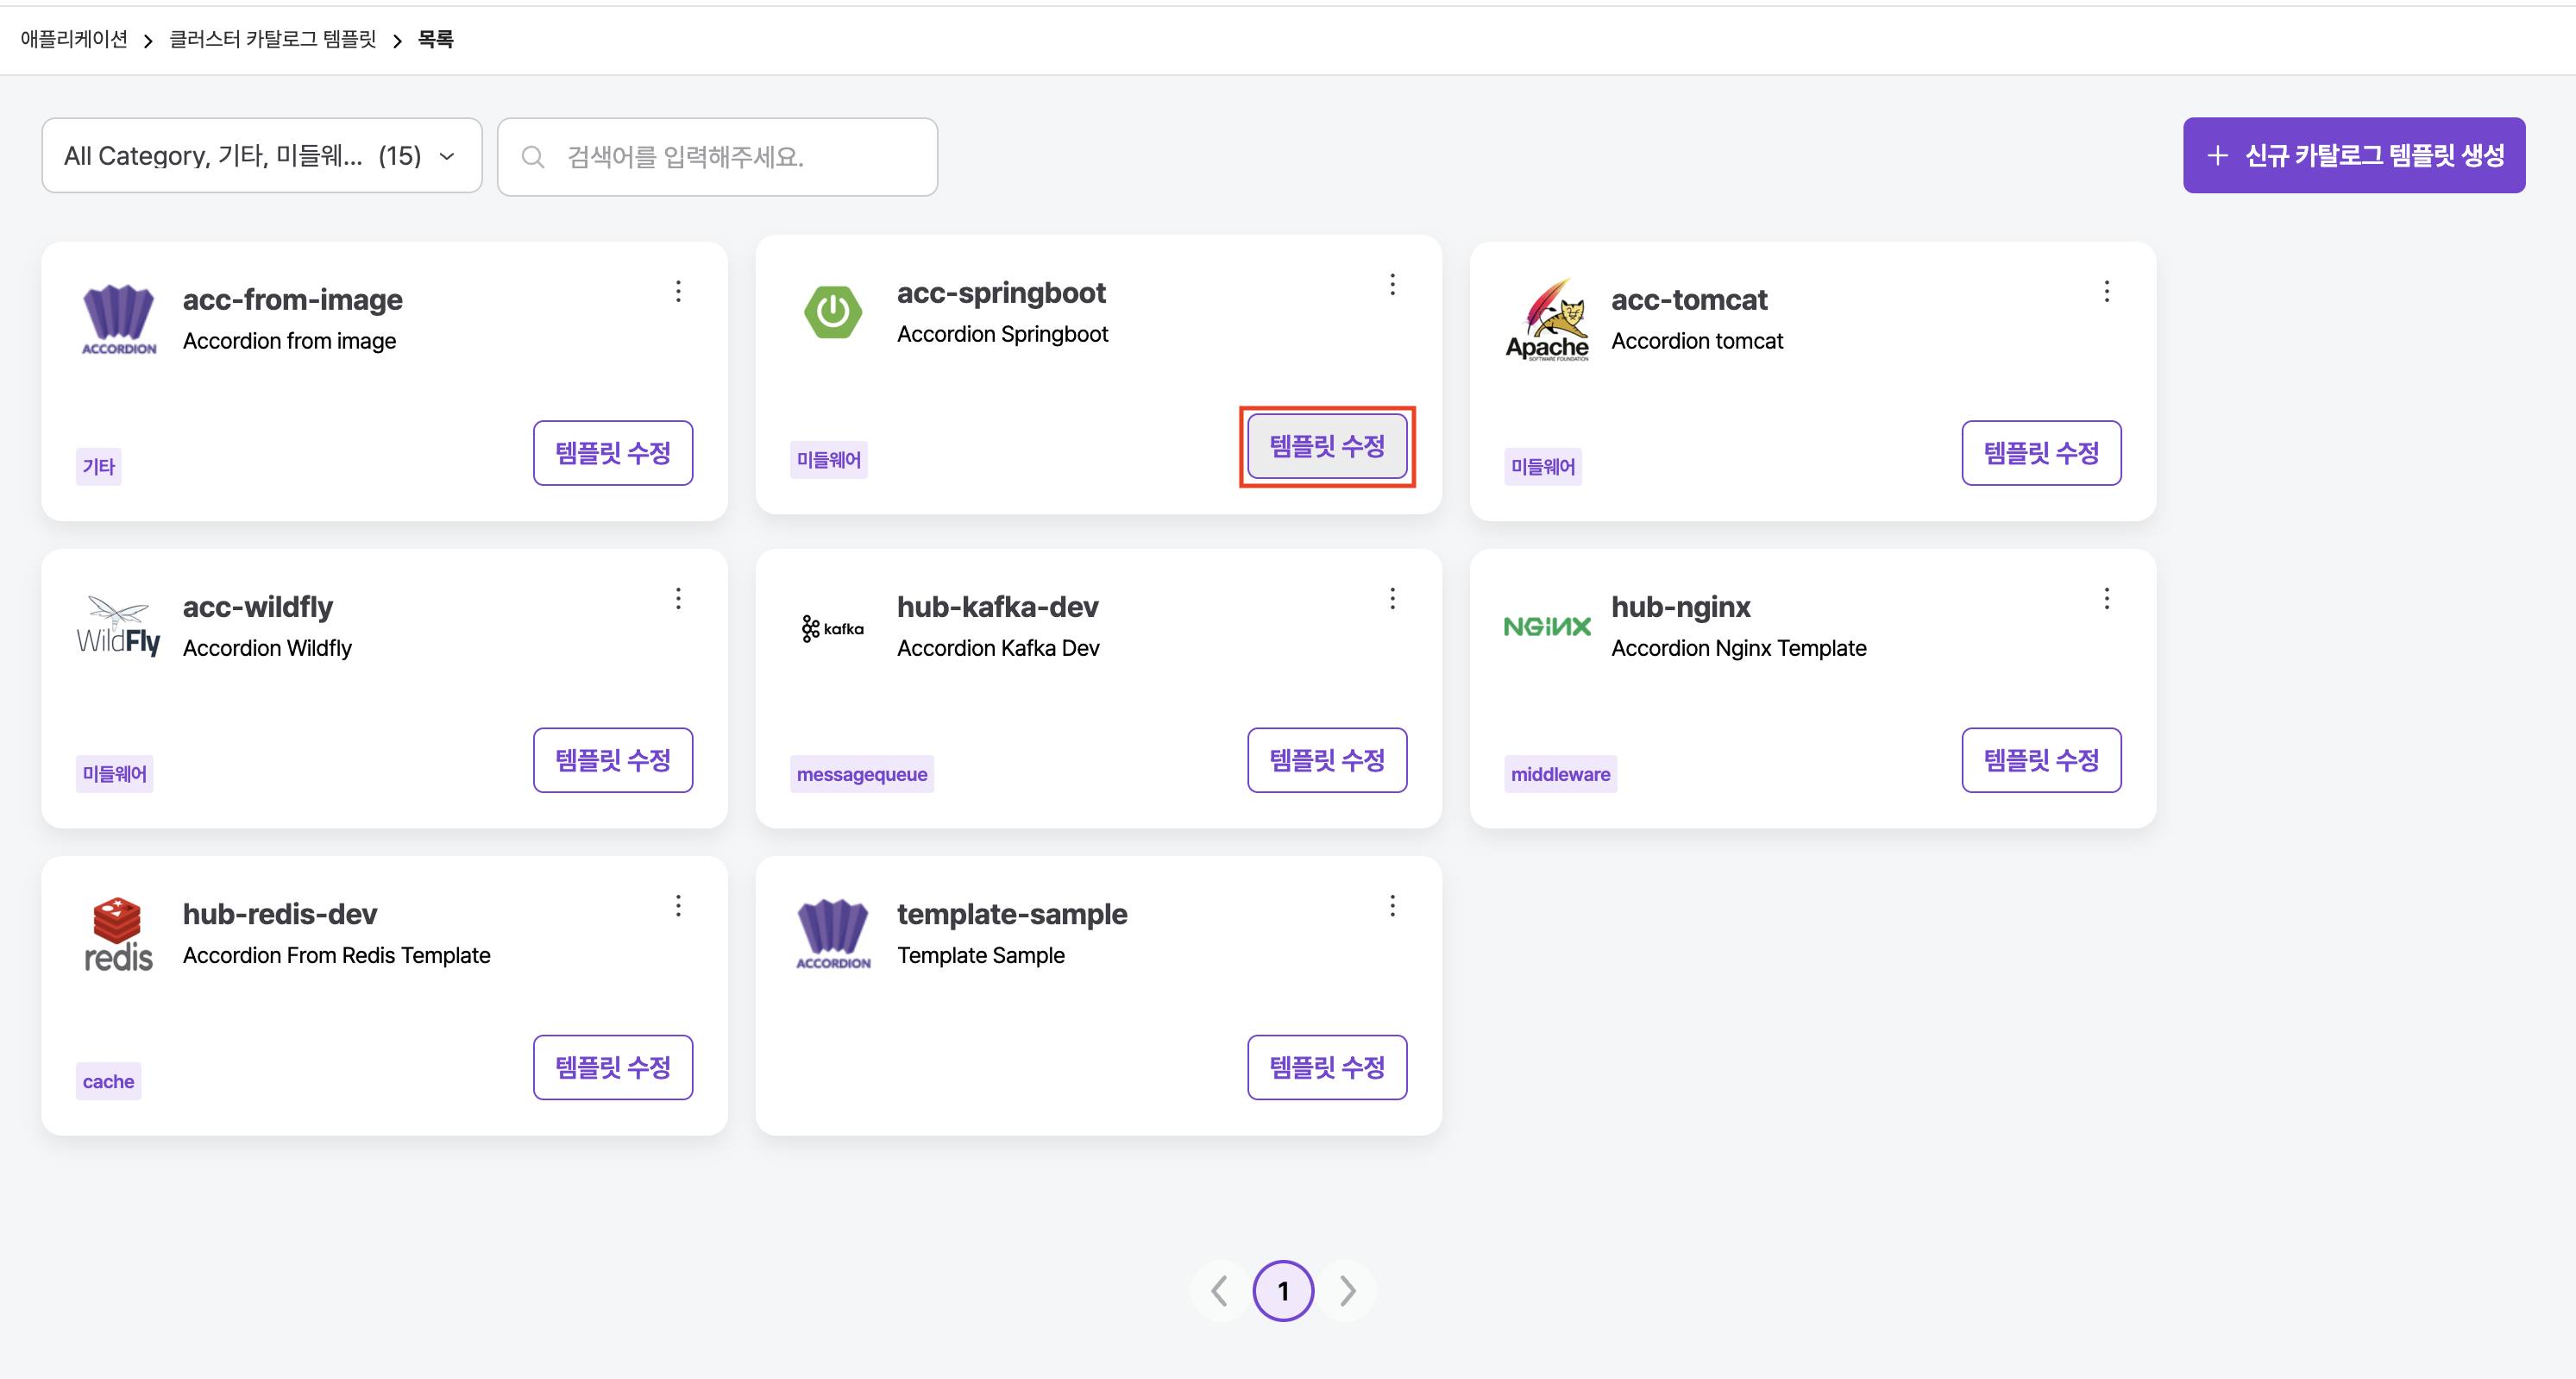 애플리케이션 > 클러스터 카탈로그 템플릿 > 목록
All Category, 기타, 미들웨... (15)
검색어를 입력해주세요.
+ 신규 카탈로그 템플릿 생성
ACCORDION
acc-from-image
Accordion from image
기타
템플릿 수정
acc-springboot
Accordion Springboot
미들웨어
템플릿 수정
Apache
SOFTWARE FOUNDATION
acc-tomcat
Accordion tomcat
미들웨어
템플릿 수정
WildFly
acc-wildfly
Accordion Wildfly
미들웨어
템플릿 수정
kafka
hub-kafka-dev
Accordion Kafka Dev
messagequeue
템플릿 수정
NGINX
hub-nginx
Accordion Nginx Template
middleware
템플릿 수정
redis
hub-redis-dev
Accordion From Redis Template
cache
템플릿 수정
ACCORDION
template-sample
Template Sample
템플릿 수정
1